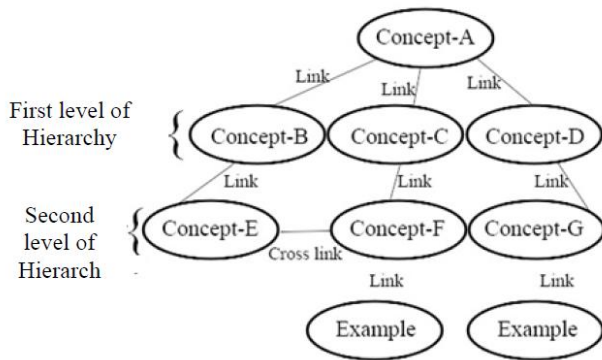 Concept-A
Link
Link
Link
First level of
Hierarchy
Concept-B
Concept-C
Concept-D
Link
Link
Link
Second
level of
Hierarch
Concept-E
Concept-F
Concept-G
Cross link
Link
Link
Example
Example